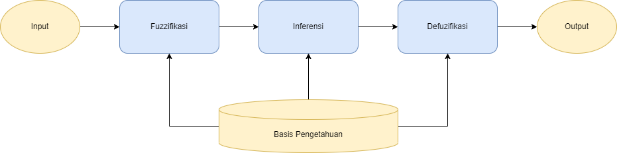 Input
Fuzzifikasi
Inferensi
Defuzifikasi
Output
Basis Pengetahuan